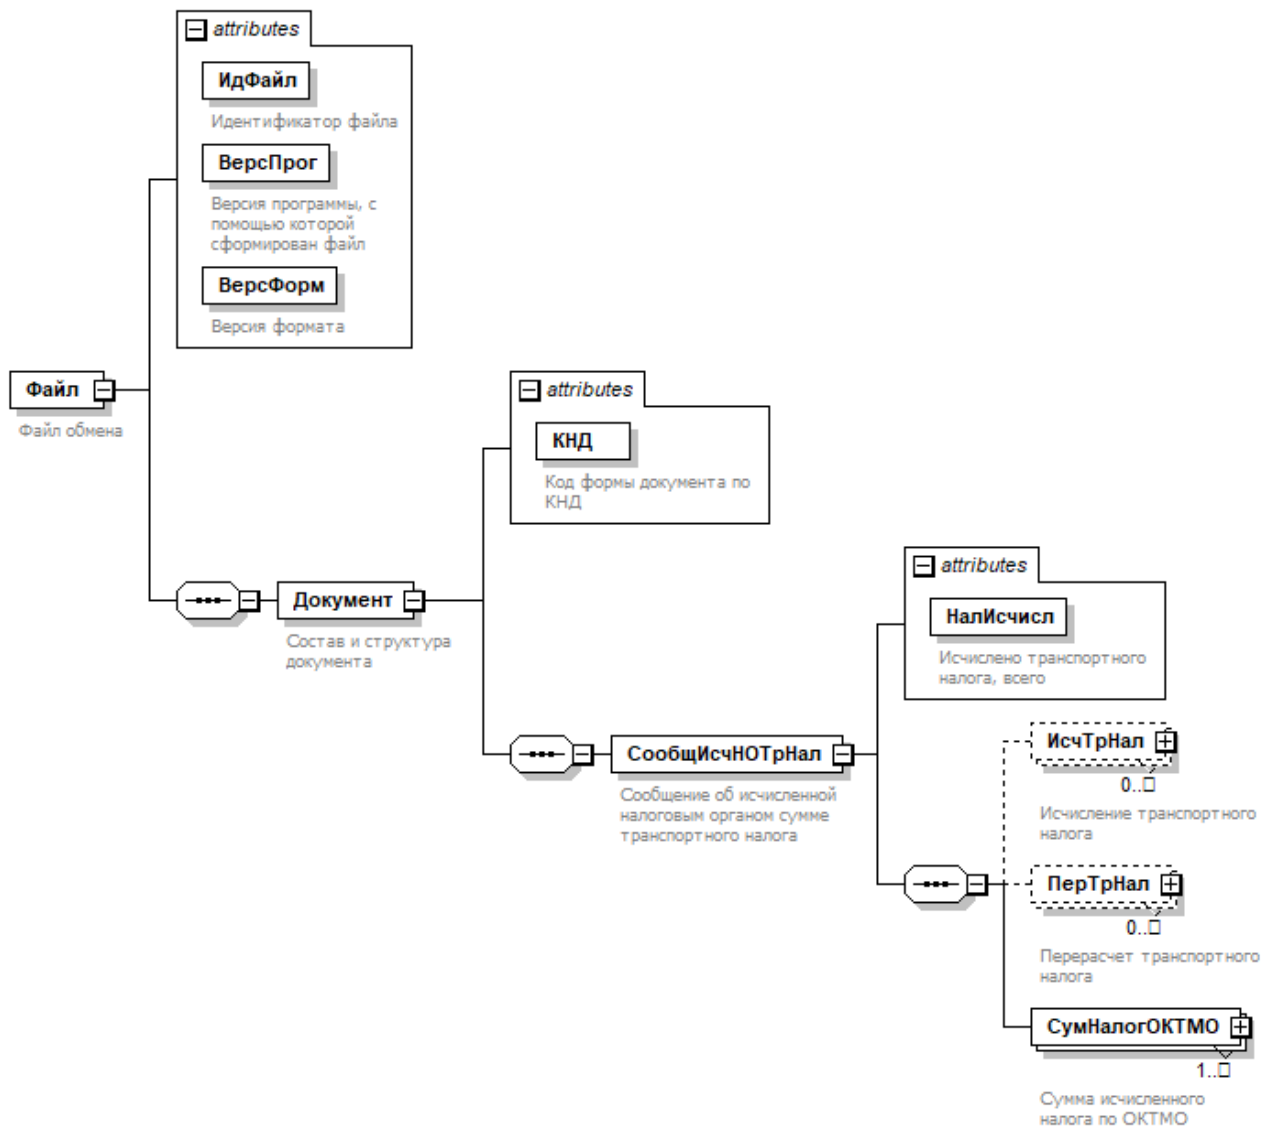 attributes
ИдФайл
Идентификатор файла
ВерсПрог
Версия программы, с
помощью которой
сформирован файл
ВерсФорм
Версия формата
Файл
Файл обмена
attributes
КНД
Код формы документа по
КНД
Документ
Состав и структура
документа
attributes
НалИсчисл
Исчислено транспортного
налога, всего
СообщИсчНОТрНал
Сообщение об исчисленной
налоговым органом сумме
транспортного налога
ИсчТрНал
0..□
Исчисление транспортного
налога
ПерТрНал
0..□
Перерасчет транспортного
налога
СумНалогОКТМО
1..□
Сумма исчисленного
налога по ОКТМО